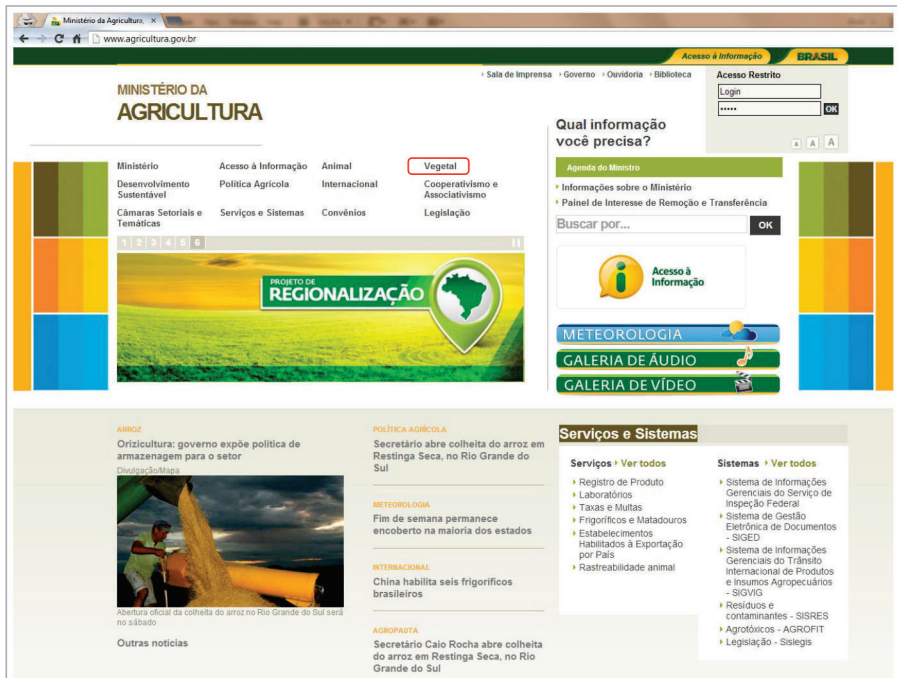 Ministério da Agricultura,
www.agricultura.gov.br
Acesso à Informação
BRASIL
Sala de Imprensa Governo Ouvidoria Biblioteca
Acesso Restrito
Login
•••••
OK
MINISTÉRIO DA
AGRICULTURA
Qual informação
você precisa?
A A A
Ministério
Acesso à Informação
Animal
Vegetal
Desenvolvimento
Sustentável
Política Agrícola
Internacional
Cooperativismo e
Associativismo
Câmaras Setoriais e
Temáticas
Serviços e Sistemas
Convênios
Legislação
Agenda do Ministro
Informações sobre o Ministério
Painel de Interesse de Remoção e Transferência
Buscar por...
OK
1 2 3 4 5 6
PROJETO DE
REGIONALIZAÇÃO
Acesso à
Informação
METEOROLOGIA
GALERIA DE ÁUDIO
GALERIA DE VÍDEO
ARROZ
Orizicultura: governo expõe política de
armazenagem para o setor
Divulgação/Mapa
Abertura oficial da colheita do arroz no Rio Grande do Sul será
no sábado
Outras notícias
POLÍTICA AGRÍCOLA
Secretário abre colheita do arroz em
Restinga Seca, no Rio Grande do
Sul
METEOROLOGIA
Fim de semana permanece
encoberto na maioria dos estados
INTERNACIONAL
China habilita seis frigoríficos
brasileiros
AGROPAUTA
Secretário Caio Rocha abre colheita
do arroz em Restinga Seca, no Rio
Grande do Sul
Serviços e Sistemas
Serviços Ver todos
Registro de Produto
Laboratórios
Taxas e Multas
Frigoríficos e Matadouros
Estabelecimentos
Habilitados à Exportação
por País
Rastreabilidade animal
Sistemas Ver todos
Sistema de Informações
Gerenciais do Serviço de
Inspeção Federal
Sistema de Gestão
Eletrônica de Documentos
- SIGED
Sistema de Informações
Gerenciais do Trânsito
Internacional de Produtos
e Insumos Agropecuários
- SIGVIG
Resíduos e
contaminantes - SISRES
Agrotóxicos - AGROFIT
Legislação - Sislegis